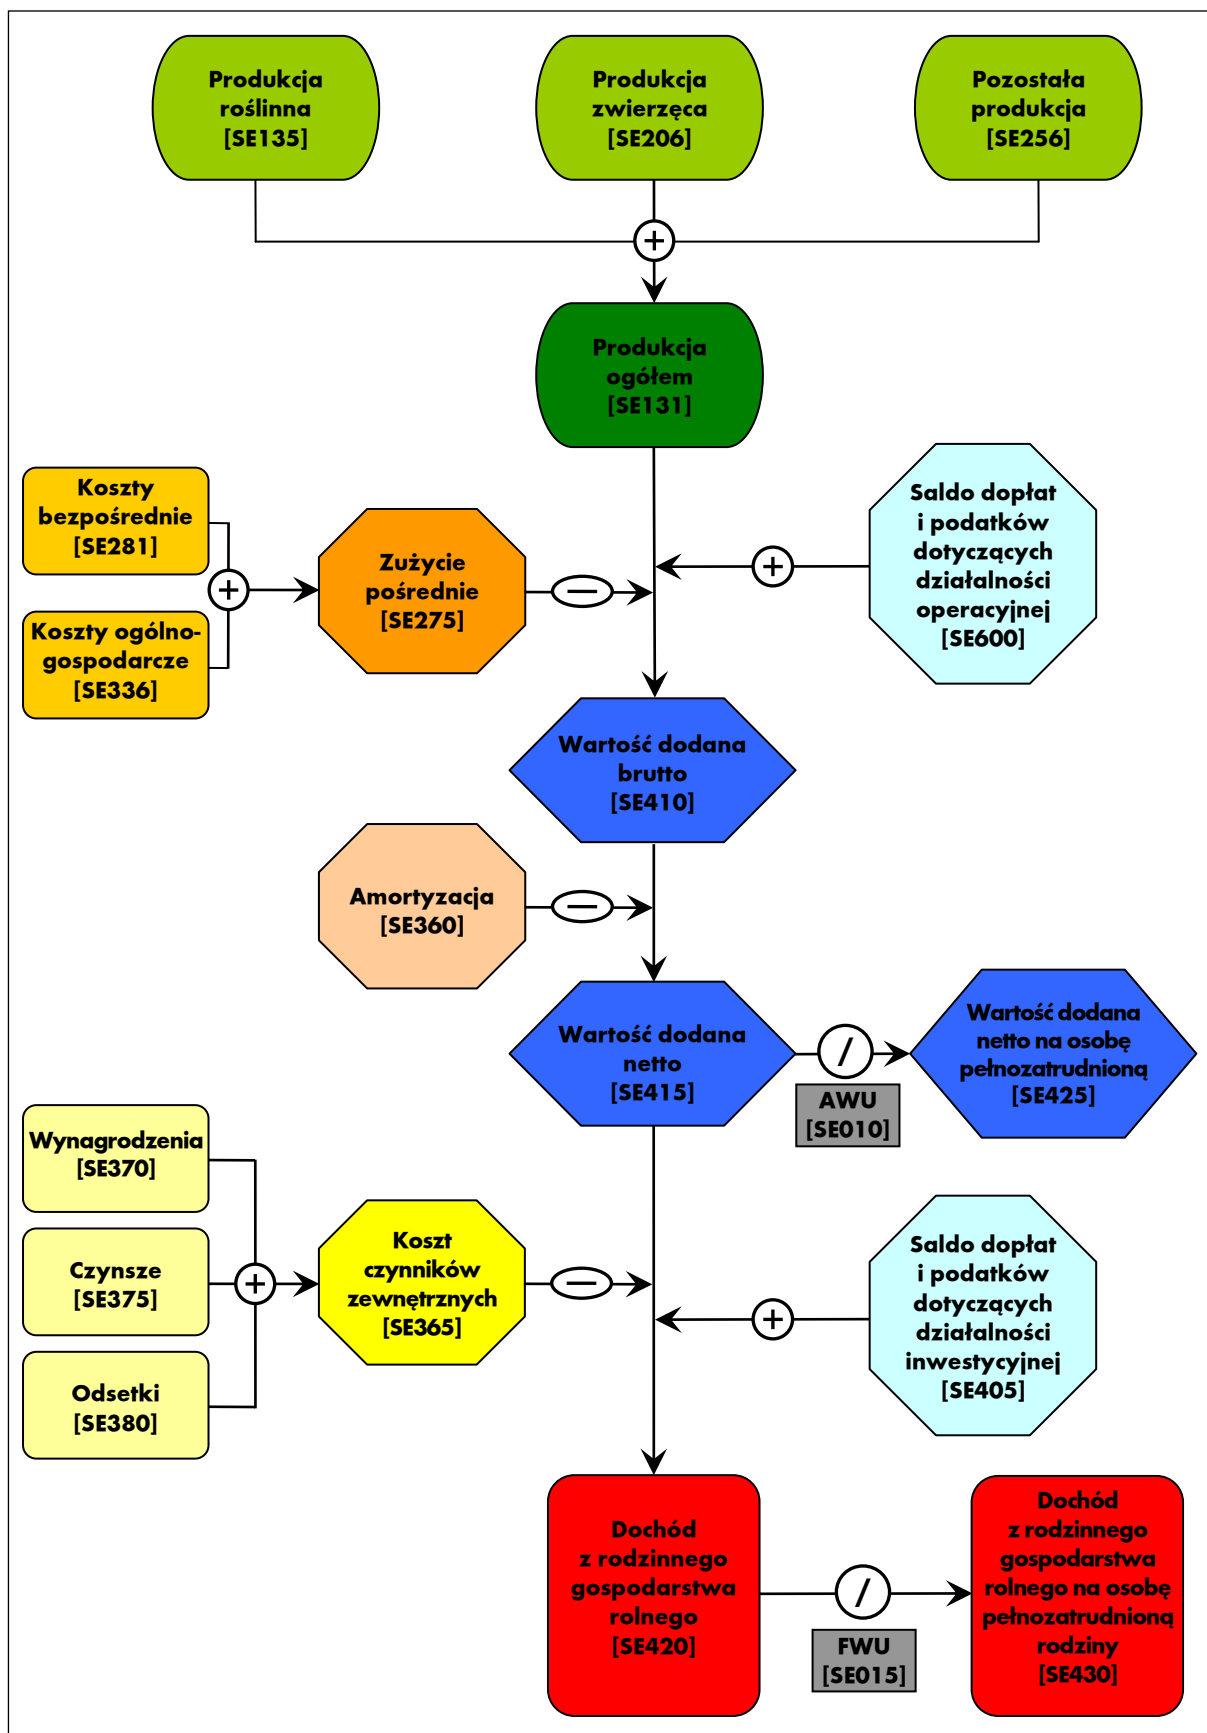 Produkcja
roślinna
[SE135]
Produkcja
zwierzęca
[SE206]
Pozostała
produkcja
[SE256]
+
Produkcja
ogółem
[SE131]
Koszty
bezpośrednie
[SE281]
+
Koszty ogólno-
gospodarcze
[SE336]
Zużycie
pośrednie
[SE275]
—
+
Saldo dopłat
i podatków
dotyczących
działalności
operacyjnej
[SE600]
Wartość dodana
brutto
[SE410]
Amortyzacja
[SE360]
—
Wartość dodana
netto
[SE415]
/
AWU
[SE010]
Wartość dodana
netto na osobę
pełnozatrudnioną
[SE425]
Wynagrodzenia
[SE370]
Czynsze
[SE375]
+
Odsetki
[SE380]
Koszt
czynników
zewnętrznych
[SE365]
—
+
Saldo dopłat
i podatków
dotyczących
działalności
inwestycyjnej
[SE405]
Dochód
z rodzinnego
gospodarstwa
rolnego
[SE420]
/
FWU
[SE015]
Dochód
z rodzinnego
gospodarstwa
rolnego na osobę
pełnozatrudnioną
rodziny
[SE430]